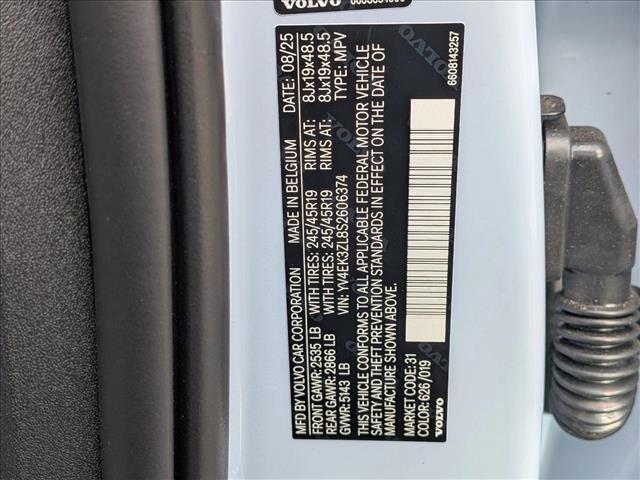 MFD BY VOLVO CAR CORPORATION MADE IN BELGIUM DATE: 08/25
FRONT GAWR: 2535 LB WITH TIRES: 245/45R19 RIMS AT: 8Jx19x48.5
REAR GAWR: 2866 LB WITH TIRES: 245/45R19 RIMS AT: 8Jx19x48.5
GVWR: 5143 LB VIN: YV4EK3ZL8S2606374 TYPE: MPV
THIS VEHICLE CONFORMS TO ALL APPLICABLE FEDERAL MOTOR VEHICLE
SAFETY AND THEFT PREVENTION STANDARDS IN EFFECT ON THE DATE OF
MANUFACTURE SHOWN ABOVE.
MARKET CODE: 31
COLOR: 626/019
VOLVO
6608143257
VOLVO